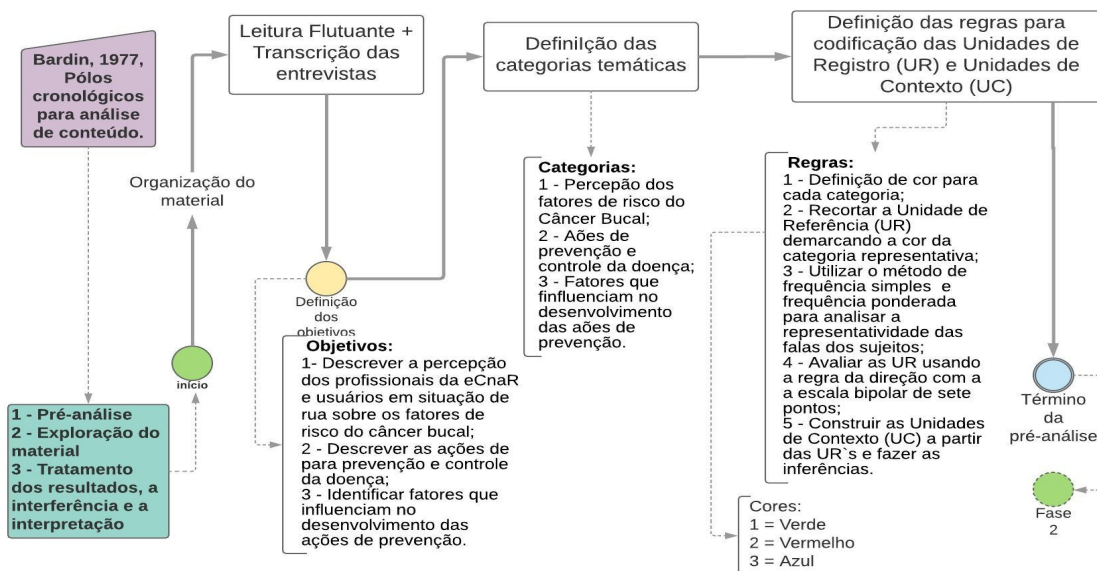 Bardin, 1977,
Pólos
cronológicos
para análise
de conteúdo.
Leitura Flutuante +
Transcrição das
entrevistas
Definilção das
categorias temáticas
Definição das regras para
codificação das Unidades de
Registro (UR) e Unidades de
Contexto (UC)
Organização do
material
início
1 - Pré-análise
2 - Exploração do
material
3 - Tratamento
dos resultados, a
interferência e a
interpretação
Definição
dos
objetivos
Objetivos:
1- Descrever a percepção
dos profissionais da eCnaR
e usuários em situação de
rua sobre os fatores de
risco do câncer bucal;
2 - Descrever as ações de
para prevenção e controle
da doença;
3 - Identificar fatores que
influenciam no
desenvolvimento das
ações de prevenção.
Categorias:
1 - Percepão dos
fatores de risco do
Câncer Bucal;
2 - Aões de
prevenção e
controle da doença;
3 - Fatores que
finfluenciam no
desenvolvimento
das aões de
prevenção.
Regras:
1 - Definição de cor para
cada categoria;
2 - Recortar a Unidade de
Referência (UR)
demarcando a cor da
categoria representativa;
3 - Utilizar o método de
frequência simples e
frequência ponderada
para analisar a
representatividade das
falas dos sujeitos;
4 - Avaliar as UR usando
a regra da direção com a
escala bipolar de sete
pontos;
5 - Construir as Unidades
de Contexto (UC) a partir
das UR`s e fazer as
inferências.
Cores:
1 = Verde
2 = Vermelho
3 = Azul
Término
da
pré-análise
Fase
2